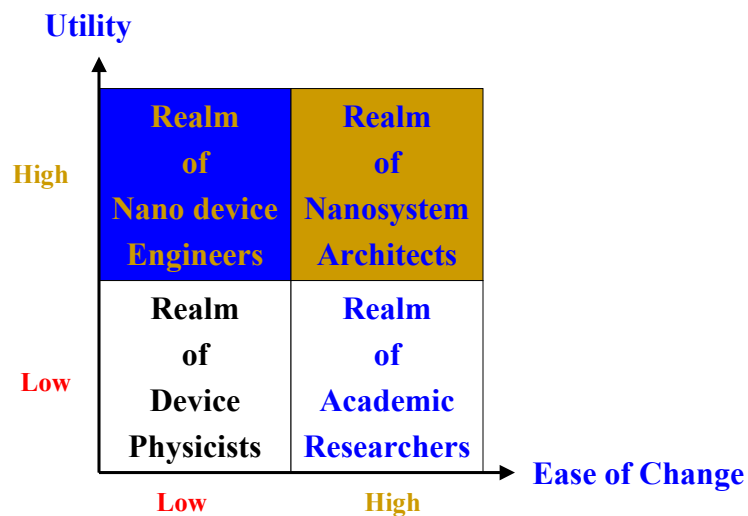 Utility
High
Realm
of
Nano device
Engineers
Realm
of
Nanosystem
Architects
Low
Realm
of
Device
Physicists
Realm
of
Academic
Researchers
Ease of Change
Low
High